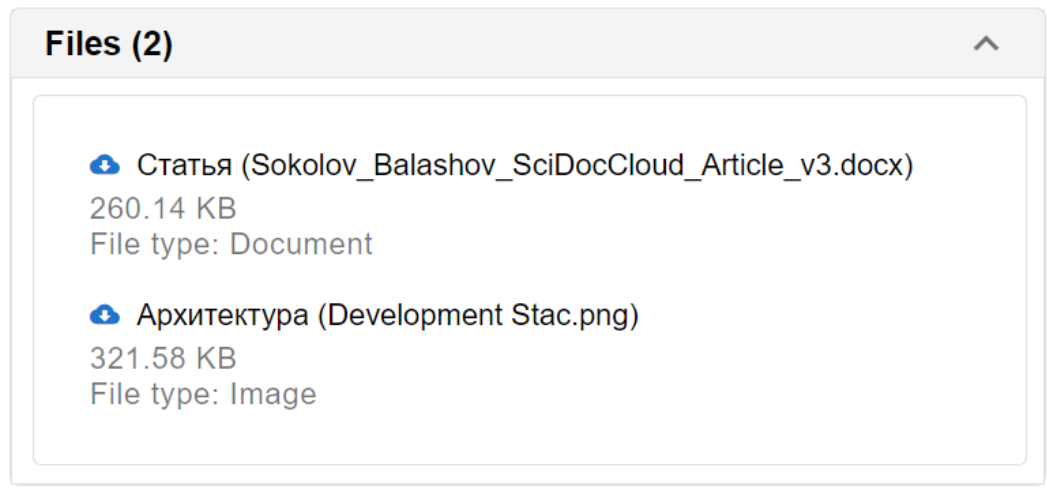 Files (2)
Статья (Sokolov_Balashov_SciDocCloud_Article_v3.docx)
260.14 KB
File type: Document
Архитектура (Development Stac.png)
321.58 KB
File type: Image